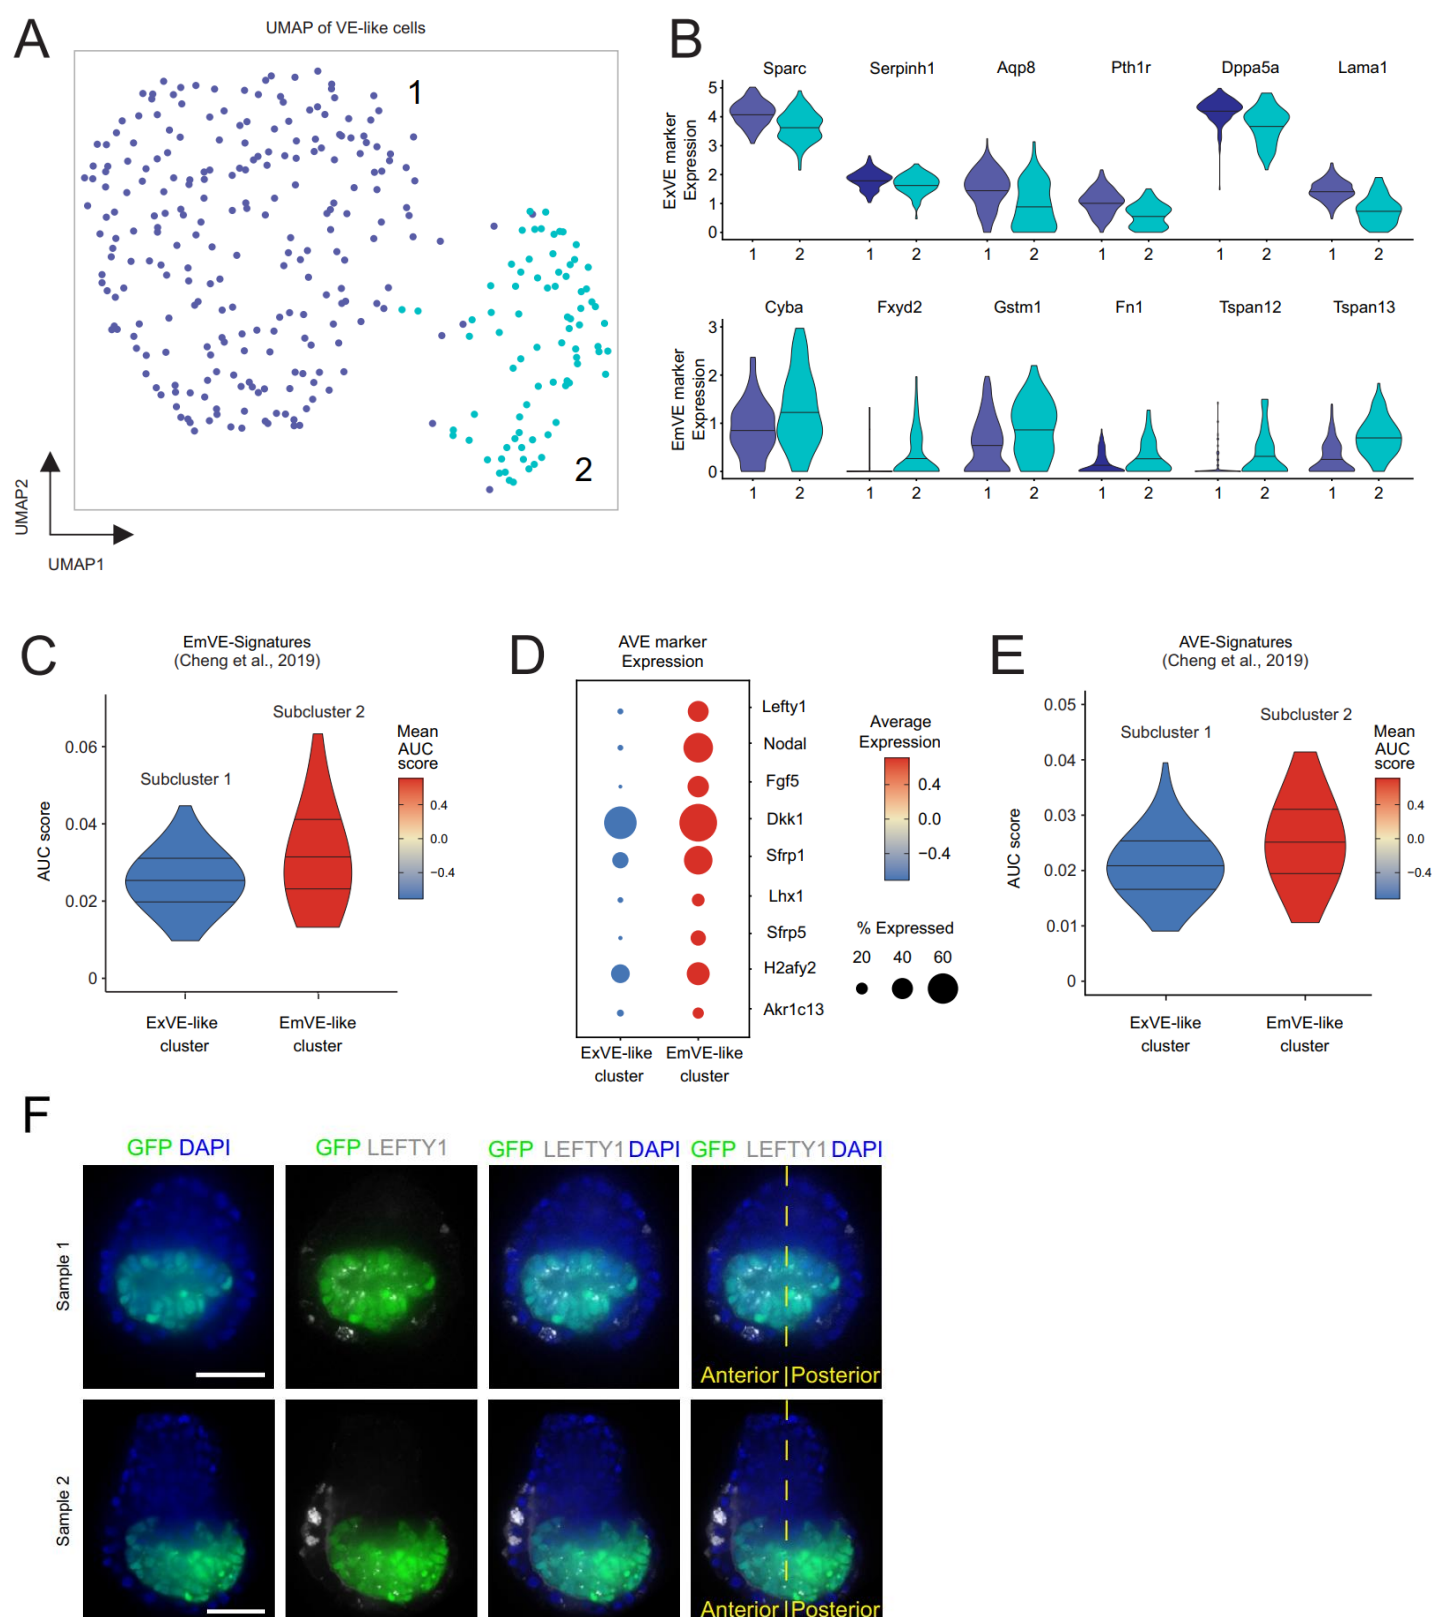 A
UMAP of VE-like cells
1
2
UMAP2
UMAP1
B
Sparc Serpinh1 Aqp8 Pth1r Dppa5a Lama1
ExVE marker
Expression
5
4
3
2
1
0
1 2 1 2 1 2 1 2 1 2 1 2
Cyba Fxyd2 Gstm1 Fn1 Tspan12 Tspan13
EmVE marker
Expression
3
2
1
0
1 2 1 2 1 2 1 2 1 2 1 2
C
EmVE-Signatures
(Cheng et al., 2019)
Subcluster 2
Subcluster 1
AUC score
0.06
0.04
0.02
0
Mean
AUC
score
0.4
0.0
−0.4
ExVE-like
cluster
EmVE-like
cluster
D
AVE marker
Expression
Lefty1
Nodal
Fgf5
Dkk1
Sfrp1
Lhx1
Sfrp5
H2afy2
Akr1c13
ExVE-like
cluster
EmVE-like
cluster
Average
Expression
0.4
0.0
−0.4
% Expressed
20 40 60
E
AVE-Signatures
(Cheng et al., 2019)
Subcluster 1
Subcluster 2
AUC score
0.05
0.04
0.03
0.02
0.01
0
Mean
AUC
score
0.4
0.0
−0.4
ExVE-like
cluster
EmVE-like
cluster
F
GFP DAPI
GFP LEFTY1
GFP LEFTY1 DAPI
GFP LEFTY1 DAPI
Sample 1
Anterior Posterior
Sample 2
Anterior Posterior